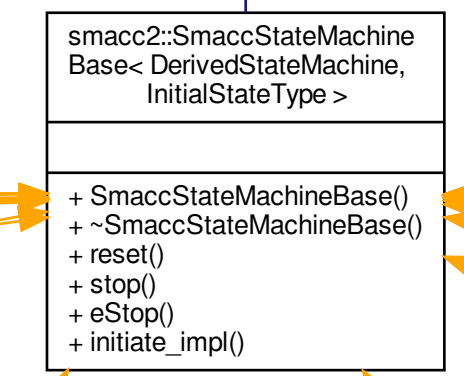 smacc2::SmaccStateMachine
Base< DerivedStateMachine,
InitialStateType >
+ SmaccStateMachineBase()
+ ~SmaccStateMachineBase()
+ reset()
+ stop()
+ eStop()
+ initiate_impl()